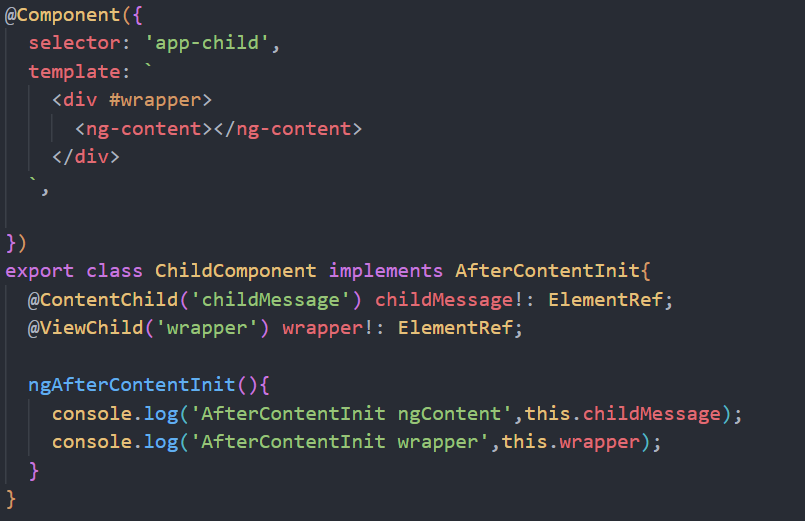 @Component({
  selector: 'app-child',
  template: `
    <div #wrapper>
      <ng-content></ng-content>
    </div>
  `,
})
export class ChildComponent implements AfterContentInit{
  @ContentChild('childMessage') childMessage!: ElementRef;
  @ViewChild('wrapper') wrapper!: ElementRef;
  ngAfterContentInit(){
    console.log('AfterContentInit ngContent',this.childMessage);
    console.log('AfterContentInit wrapper',this.wrapper);
  }
}